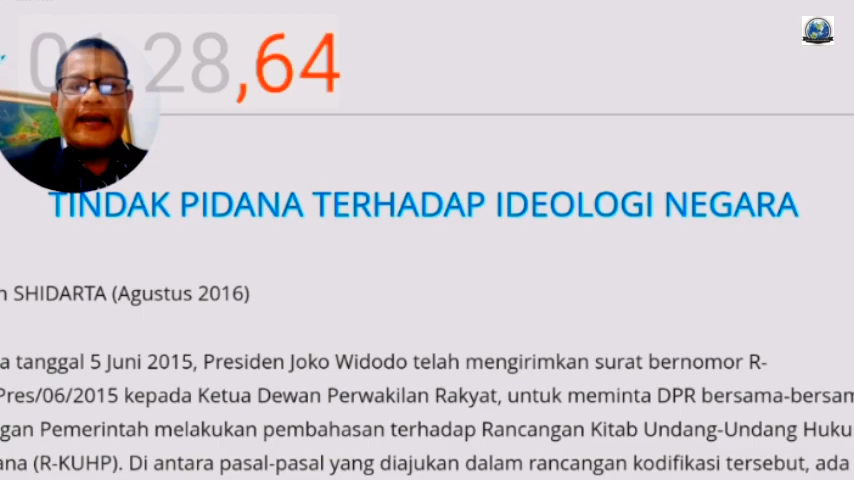 28,64
TINDAK PIDANA TERHADAP IDEOLOGI NEGARA
SHIDARTA (Agustus 2016)
tanggal 5 Juni 2015, Presiden Joko Widodo telah mengirimkan surat bernomor R-
Pres/06/2015 kepada Ketua Dewan Perwakilan Rakyat, untuk meminta DPR bersama-bersam
gan Pemerintah melakukan pembahasan terhadap Rancangan Kitab Undang-Undang Huku
ana (R-KUHP). Di antara pasal-pasal yang diajukan dalam rancangan kodifikasi tersebut, ada